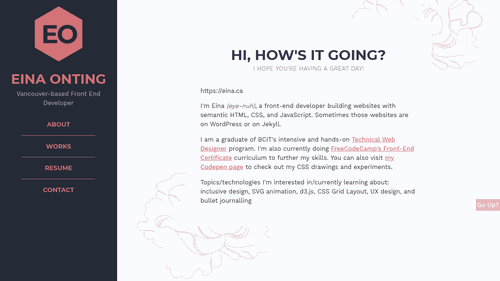 EO
EINA ONTING
Vancouver-based Front End
Developer
ABOUT
WORKS
RESUME
CONTACT
HI, HOW'S IT GOING?
I HOPE YOU'RE HAVING A GREAT DAY!
https://eina.ca
I'm Eina (eye-nuh), a front-end developer building websites with
semantic HTML, CSS, and JavaScript. Sometimes those websites are
on WordPress or on Jekyll.
I am a graduate of BCIT's intensive and hands-on Technical Web
Designer program. I'm also currently doing FreeCodeCamp's Front-End
Certificate curriculum to further my skills. You can also visit my
Codepen page to check out my CSS drawings and experiments.
Topics/technologies I'm interested in/currently learning about:
inclusive design, SVG animation, d3.js, CSS Grid Layout, UX design, and
bullet journalling
Go Up?